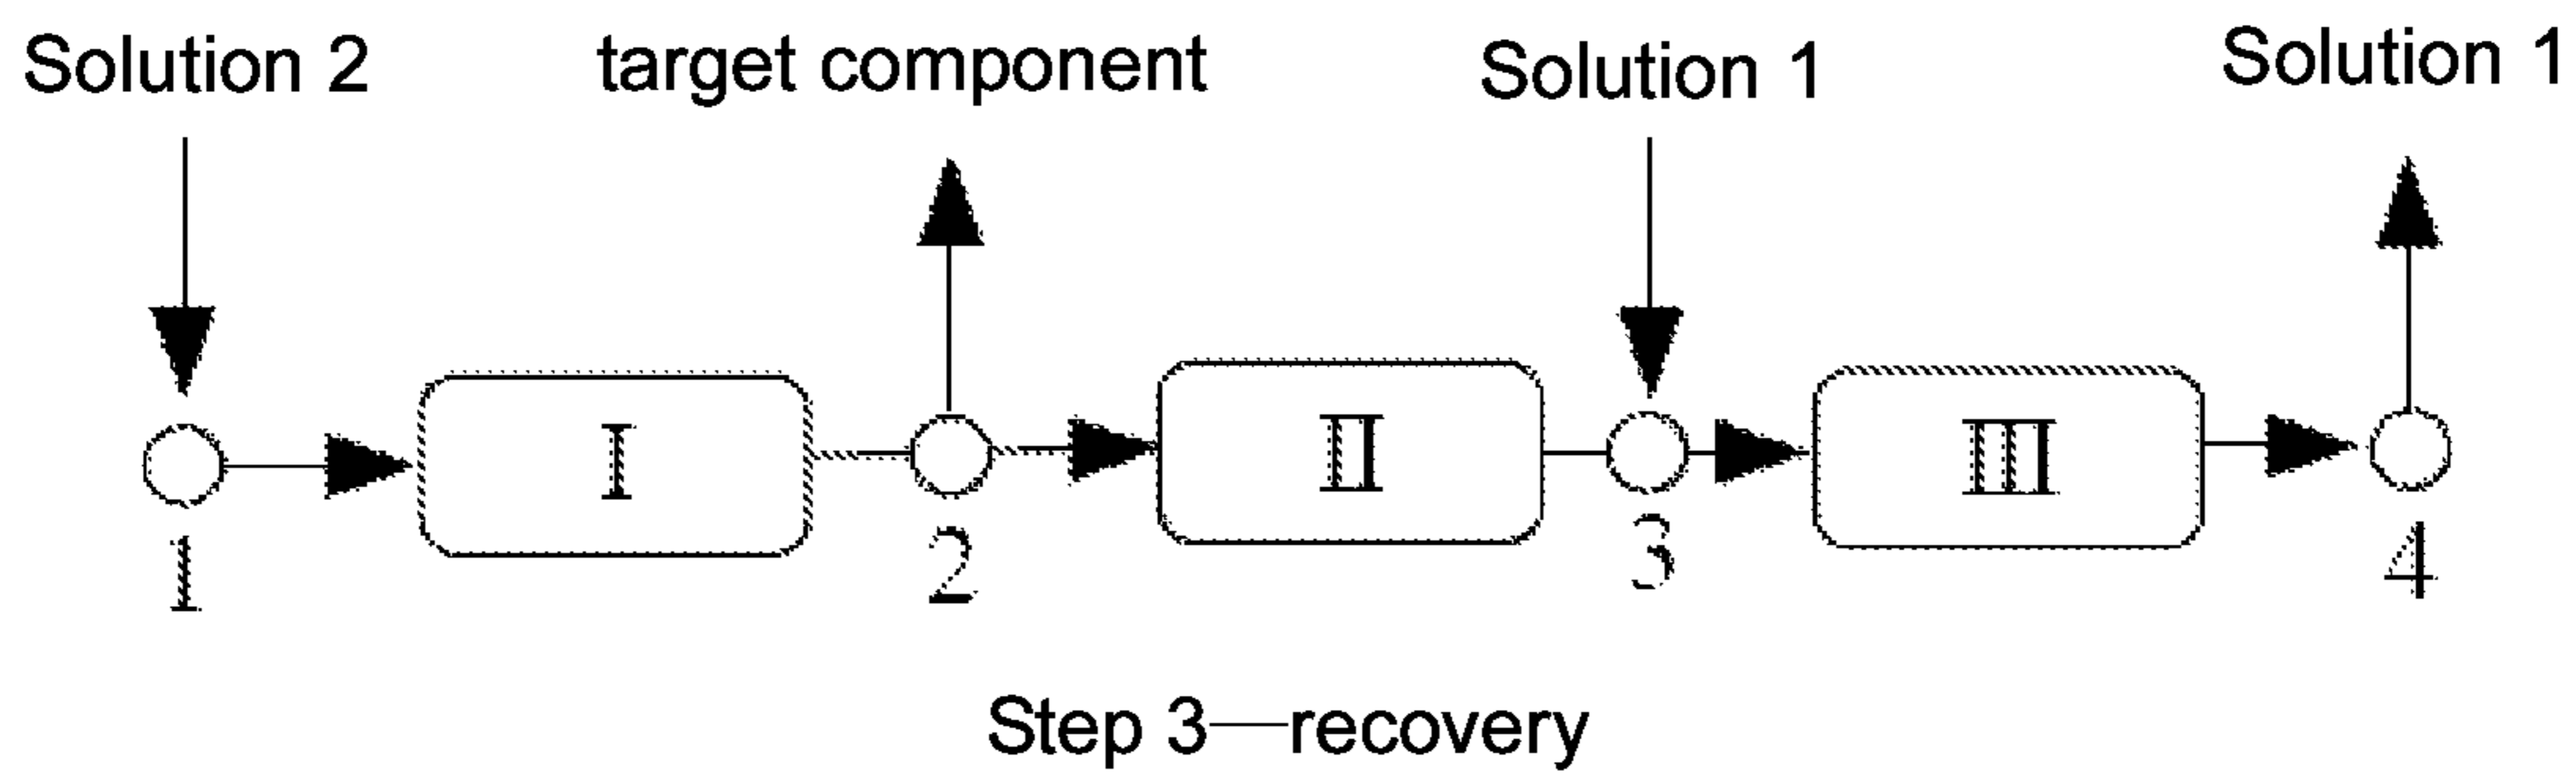 Solution 2 target component Solution 1 Solution 1
I II III
1 2 3 4
Step 3—recovery